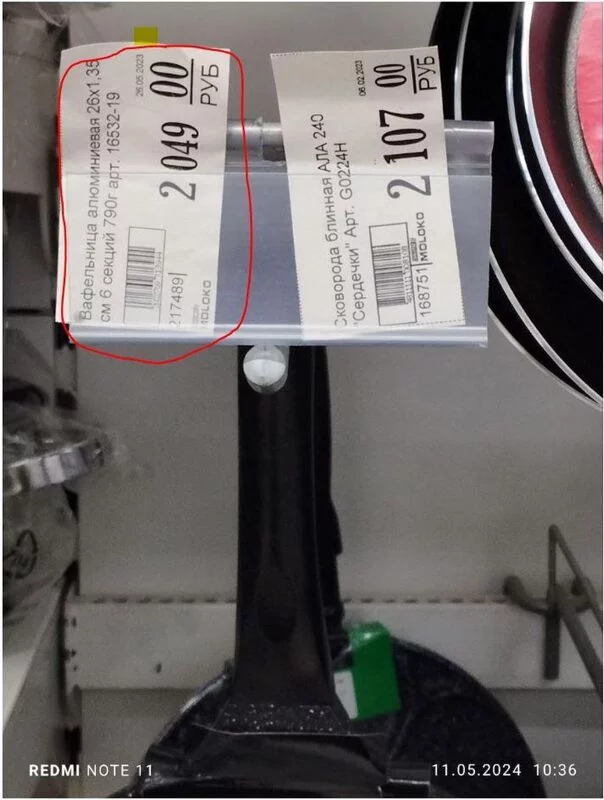 Вафельница алюминиевая 26х1,35
см 6 секций 790г арт. 16532-19
26.05.2023
2 049 00
РУБ
217489
MOLOKO
Сковорода блинная АЛА 240
"Сердечки" Арт. G0224H
06.02.2023
2 107 00
РУБ
168751
MOLOKO
REDMI NOTE 11
11.05.2024 10:36